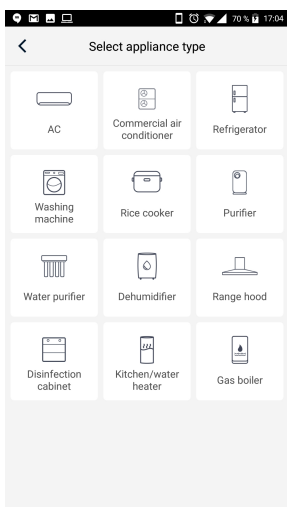 70 % 17:04
Select appliance type
AC
Commercial air
conditioner
Refrigerator
Washing
machine
Rice cooker
Purifier
Water purifier
Dehumidifier
Range hood
Disinfection
cabinet
Kitchen/water
heater
Gas boiler